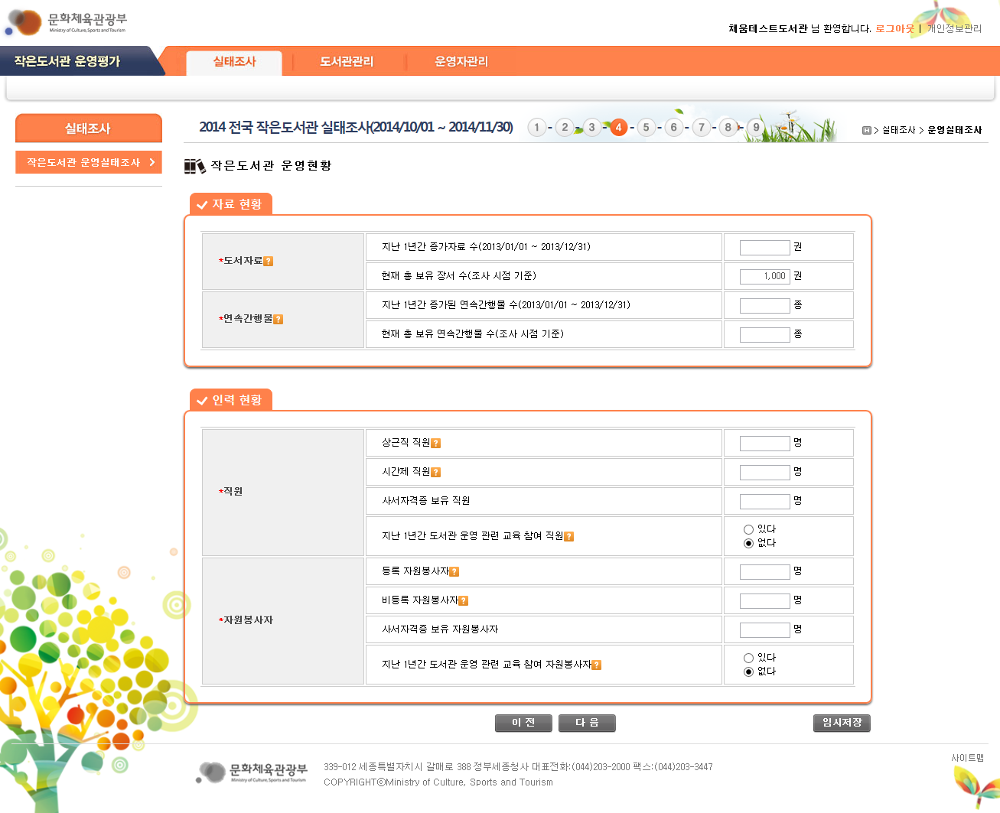 문화체육관광부
Ministry of Culture, Sports and Tourism
채움테스트도서관 님 환영합니다. 로그아웃 | 개인정보관리
작은도서관 운영평가
실태조사
도서관관리
운영자관리
실태조사
작은도서관 운영실태조사
2014 전국 작은도서관 실태조사(2014/10/01 ~ 2014/11/30)
1 - 2 - 3 - 4 - 5 - 6 - 7 - 8 - 9
H > 실태조사 > 운영실태조사
작은도서관 운영현황
자료 현황
*도서자료?
지난 1년간 증가자료 수(2013/01/01 ~ 2013/12/31) 권
현재 총 보유 장서 수(조사 시점 기준) 1,000 권
*연속간행물?
지난 1년간 증가된 연속간행물 수(2013/01/01 ~ 2013/12/31) 종
현재 총 보유 연속간행물 수(조사 시점 기준) 종
인력 현황
*직원
상근직 직원? 명
시간제 직원? 명
사서자격증 보유 직원 명
지난 1년간 도서관 운영 관련 교육 참여 직원?
있다
없다
*자원봉사자
등록 자원봉사자? 명
비등록 자원봉사자? 명
사서자격증 보유 자원봉사자 명
지난 1년간 도서관 운영 관련 교육 참여 자원봉사자?
있다
없다
이 전
다 음
임시저장
문화체육관광부
Ministry of Culture, Sports and Tourism
339-012 세종특별자치시 갈매로 388 정부세종청사 대표전화:(044)203-2000 팩스:(044)203-3447
COPYRIGHTⓒMinistry of Culture, Sports and Tourism
사이트맵